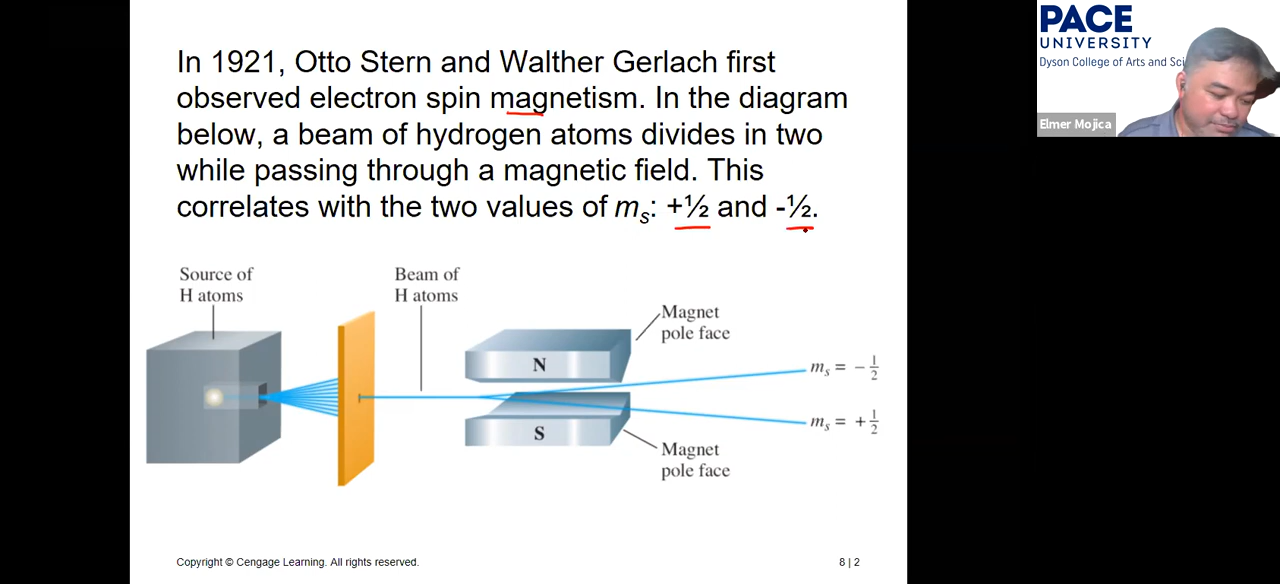 In 1921, Otto Stern and Walther Gerlach first
observed electron spin magnetism. In the diagram
below, a beam of hydrogen atoms divides in two
while passing through a magnetic field. This
correlates with the two values of mₛ: +½ and -½.
Source of
H atoms
Beam of
H atoms
Magnet
pole face
N
mₛ = − 1/2
mₛ = + 1/2
S
Magnet
pole face
Copyright © Cengage Learning. All rights reserved.
8 | 2
PACE
UNIVERSITY
Dyson College of Arts and Sci
Elmer Mojica